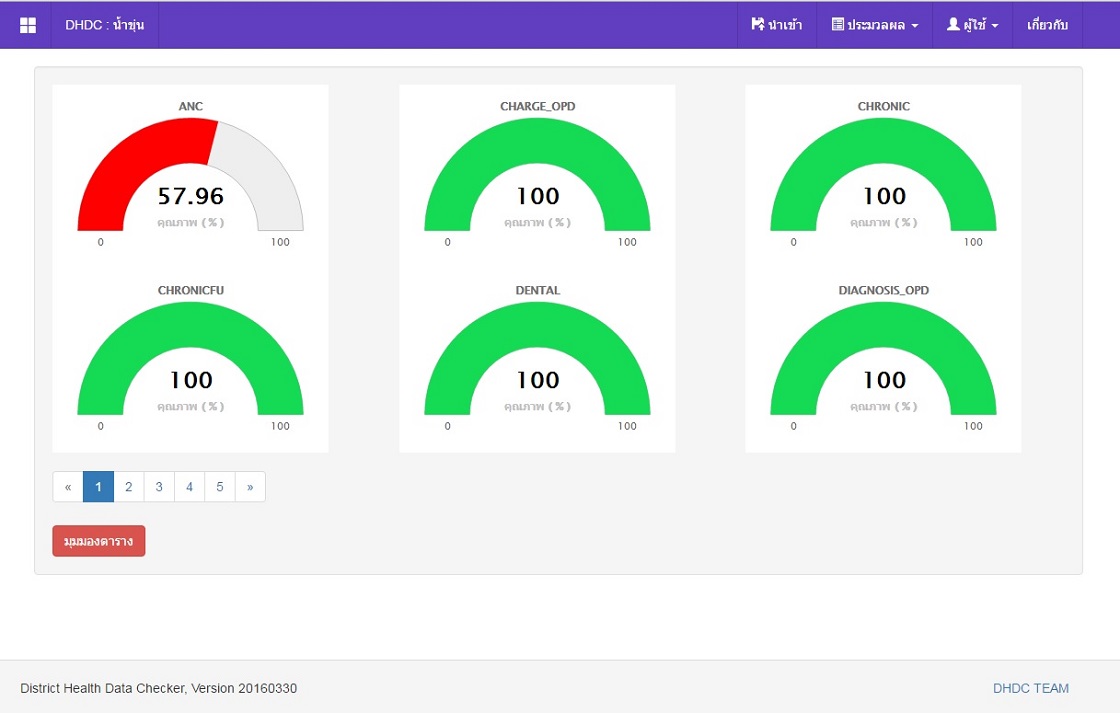 DHDC : น้ำขุ่น
นำเข้า
ประมวลผล
ผู้ใช้
เกี่ยวกับ
ANC
57.96
คุณภาพ (%)
0 100
CHARGE_OPD
100
คุณภาพ (%)
0 100
CHRONIC
100
คุณภาพ (%)
0 100
CHRONICFU
100
คุณภาพ (%)
0 100
DENTAL
100
คุณภาพ (%)
0 100
DIAGNOSIS_OPD
100
คุณภาพ (%)
0 100
« 1 2 3 4 5 »
มุมมองตาราง
District Health Data Checker, Version 20160330
DHDC TEAM